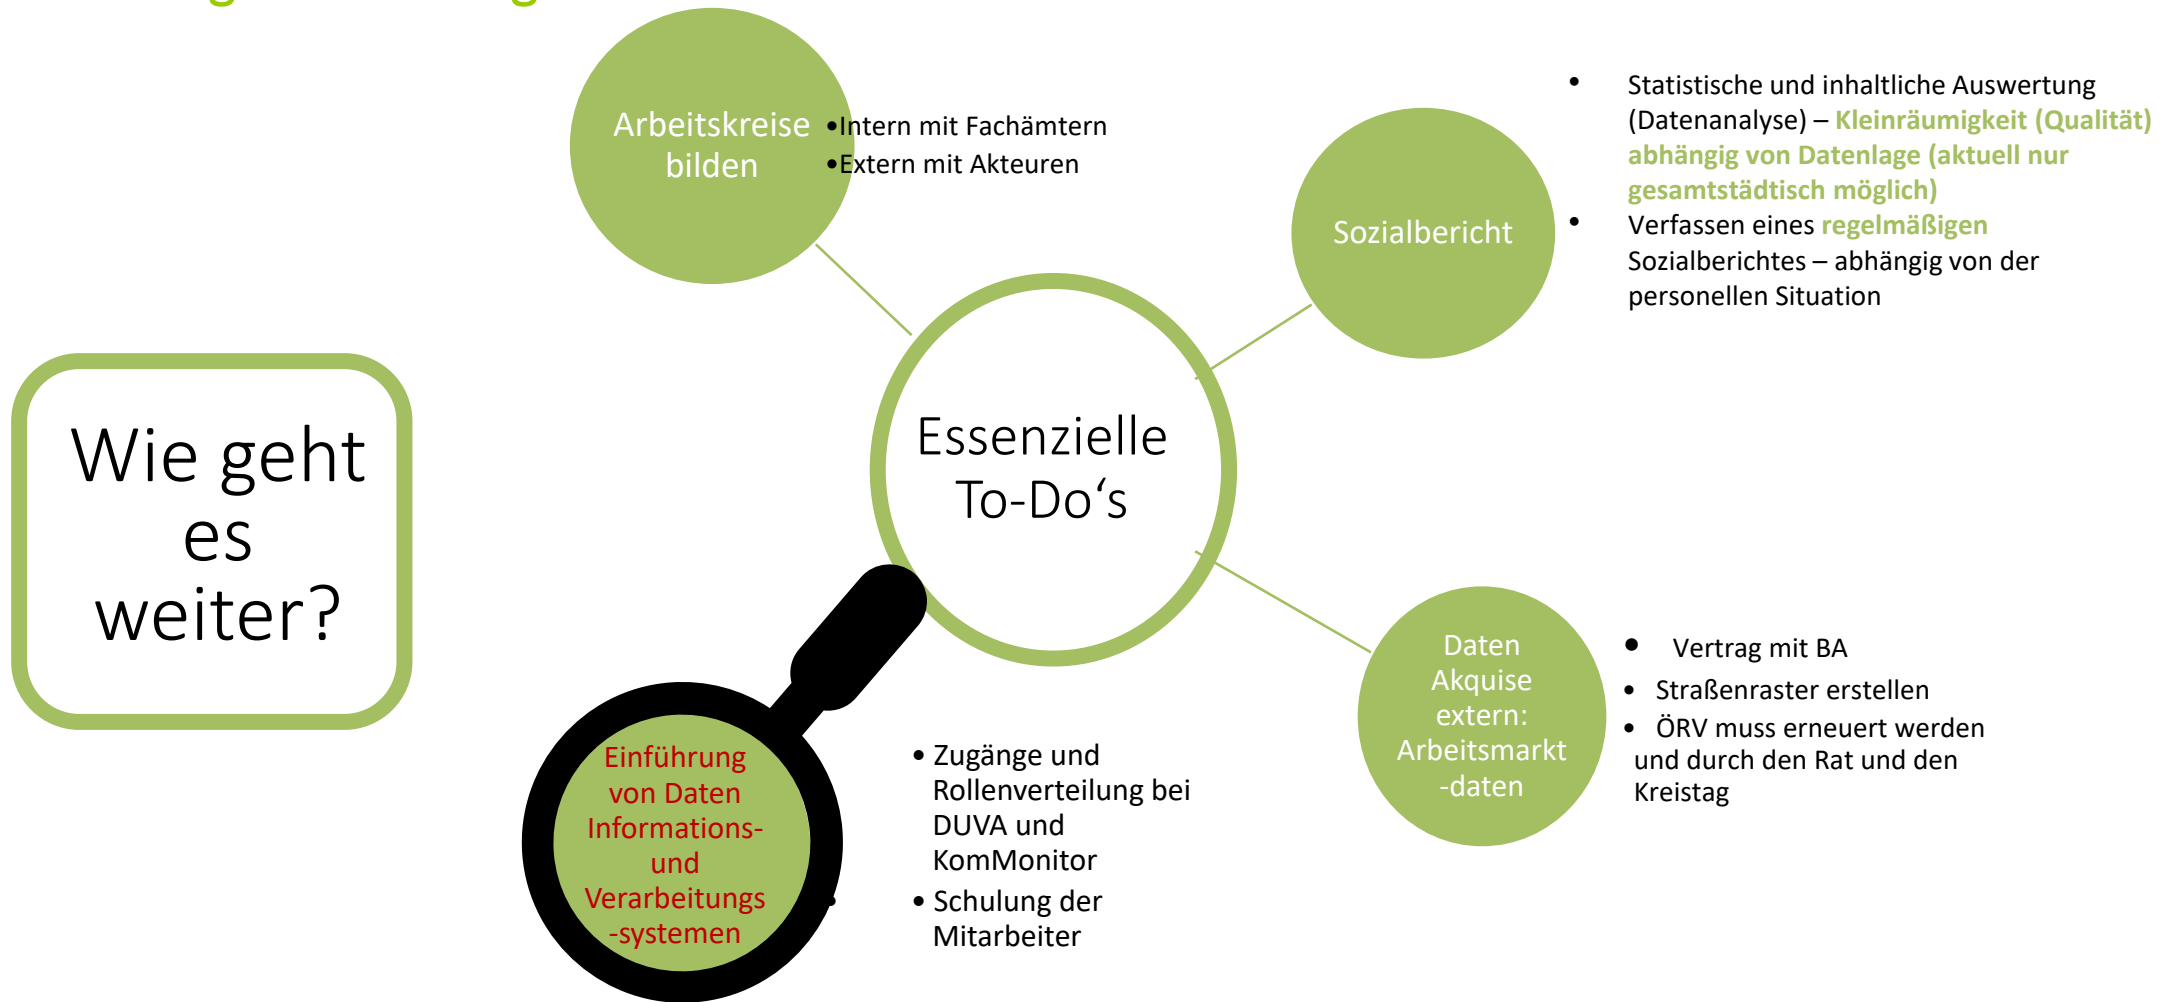 Wie geht
es
weiter?
Arbeitskreise
bilden
•Intern mit Fachämtern
•Extern mit Akteuren
Sozialbericht
• Statistische und inhaltliche Auswertung
(Datenanalyse) – Kleinräumigkeit (Qualität)
abhängig von Datenlage (aktuell nur
gesamtstädtisch möglich)
• Verfassen eines regelmäßigen
Sozialberichtes – abhängig von der
personellen Situation
Essenzielle
To-Do‘s
Daten
Akquise
extern:
Arbeitsmarkt
-daten
• Vertrag mit BA
• Straßenraster erstellen
• ÖRV muss erneuert werden
und durch den Rat und den
Kreistag
Einführung
von Daten
Informations-
und
Verarbeitungs
-systemen
• Zugänge und
Rollenverteilung bei
DUVA und
KomMonitor
• Schulung der
Mitarbeiter